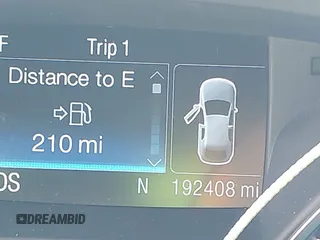 F
Trip 1
Distance to E
210 mi
N
192408 mi
DREAMBID